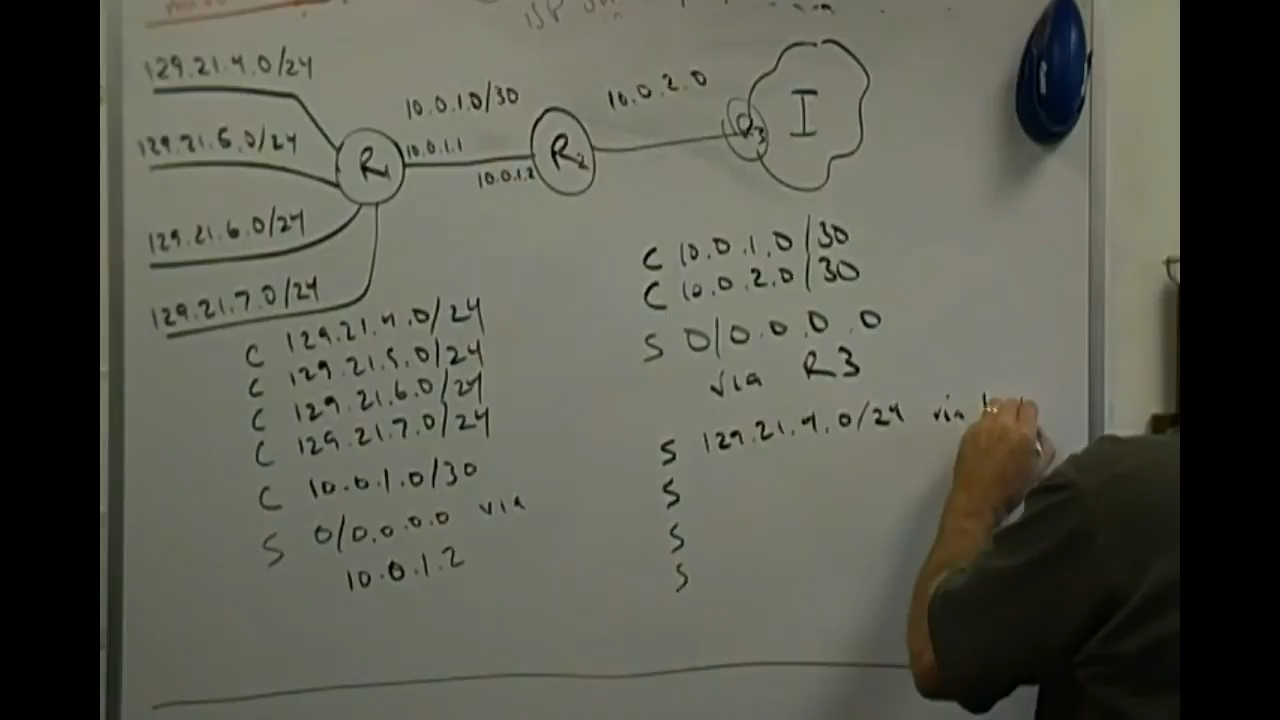 ISP
129.21.4.0/24
129.21.5.0/24
129.21.6.0/24
129.21.7.0/24
R1
10.0.1.0/30
10.0.1.1
10.0.1.2
R2
10.0.2.0
R3
I
C 129.21.4.0/24
C 129.21.5.0/24
C 129.21.6.0/24
C 129.21.7.0/24
C 10.0.1.0/30
S 0/0.0.0.0 via
10.0.1.2
C 10.0.1.0/30
C 10.0.2.0/30
S 0/0.0.0.0
via R3
S 129.21.4.0/24 via
S
S
S